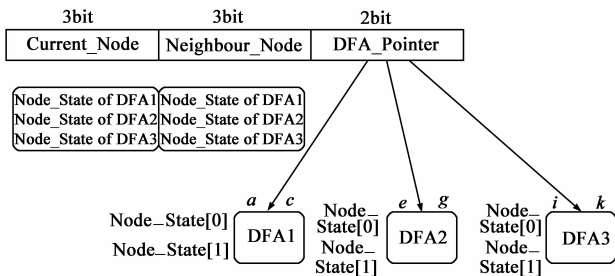 3bit 3bit 2bit
Current_Node Neighbour_Node DFA_Pointer
Node_State of DFA1 Node_State of DFA1
Node_State of DFA2 Node_State of DFA2
Node_State of DFA3 Node_State of DFA3
a c e g i k
Node_State[0] DFA1
Node_State[1]
Node_
State[0] DFA2
Node_
State[1]
Node_
State[0] DFA3
Node_
State[1]